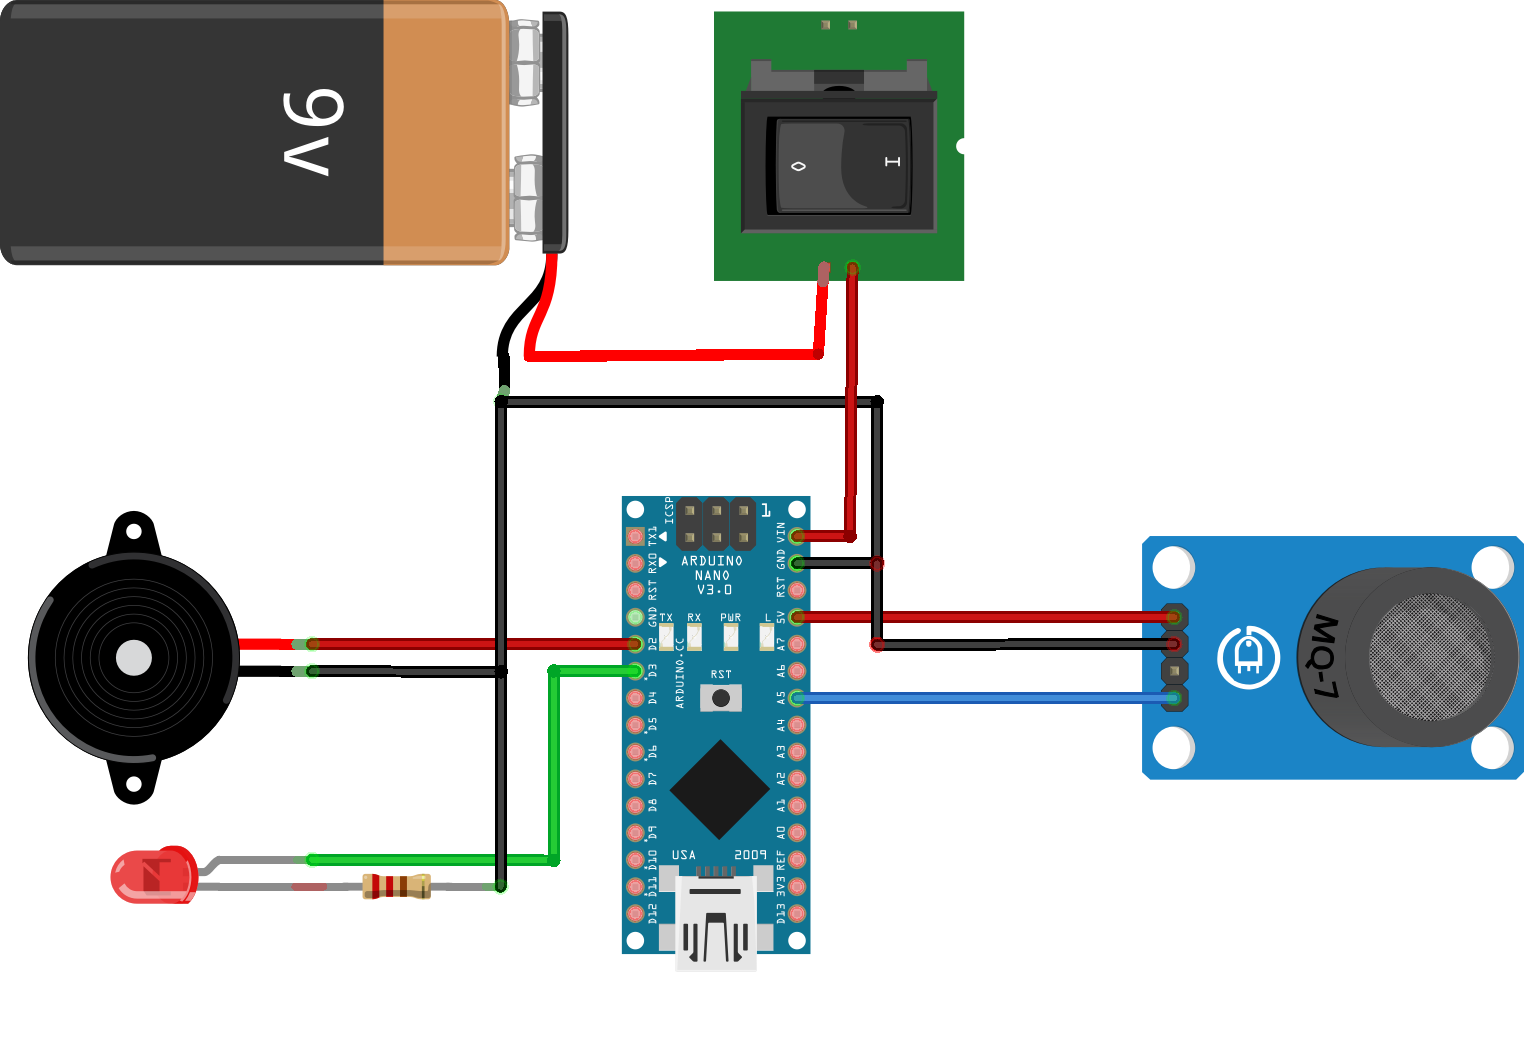 9v
O
I
ICSP
1
ARDUINO
NANO
V3.0
TX
RX
PWR
L
TX1
RX0
RST
GND
D2
D3
D4
D5
D6
D7
D8
D9
D10
D11
D12
VIN
GND
RST
5V
A7
A6
A5
A4
A3
A2
A1
A0
REF
3V3
D13
ARDUINO.CC
RST
USA
2009
MQ-7